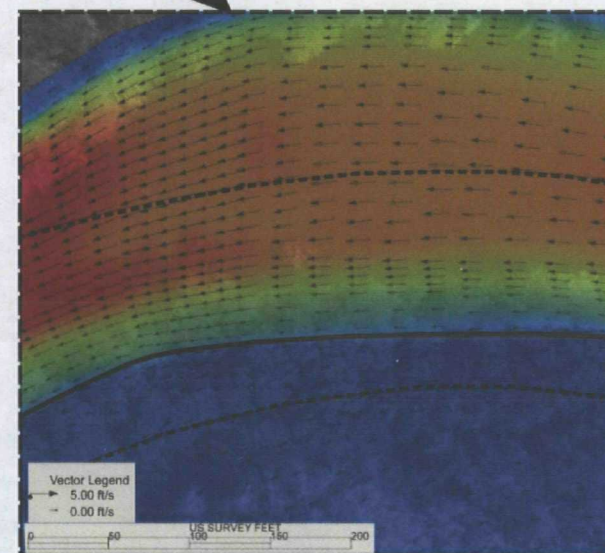 Vector Legend
5.00 ft/s
0.00 ft/s
US SURVEY FEET
0 50 100 150 200